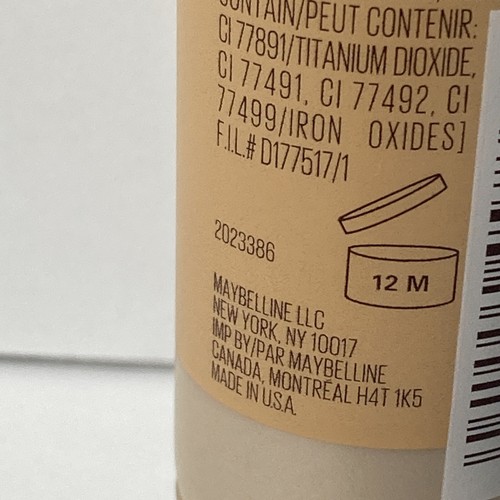 CONTAIN/PEUT CONTENIR:
CI 77891/TITANIUM DIOXIDE,
CI 77491, CI 77492, CI
77499/IRON OXIDES]
F.I.L.# D177517/1
2023386
12 M
MAYBELLINE LLC
NEW YORK, NY 10017
IMP BY/PAR MAYBELLINE
CANADA, MONTRÉAL H4T 1K5
MADE IN U.S.A.